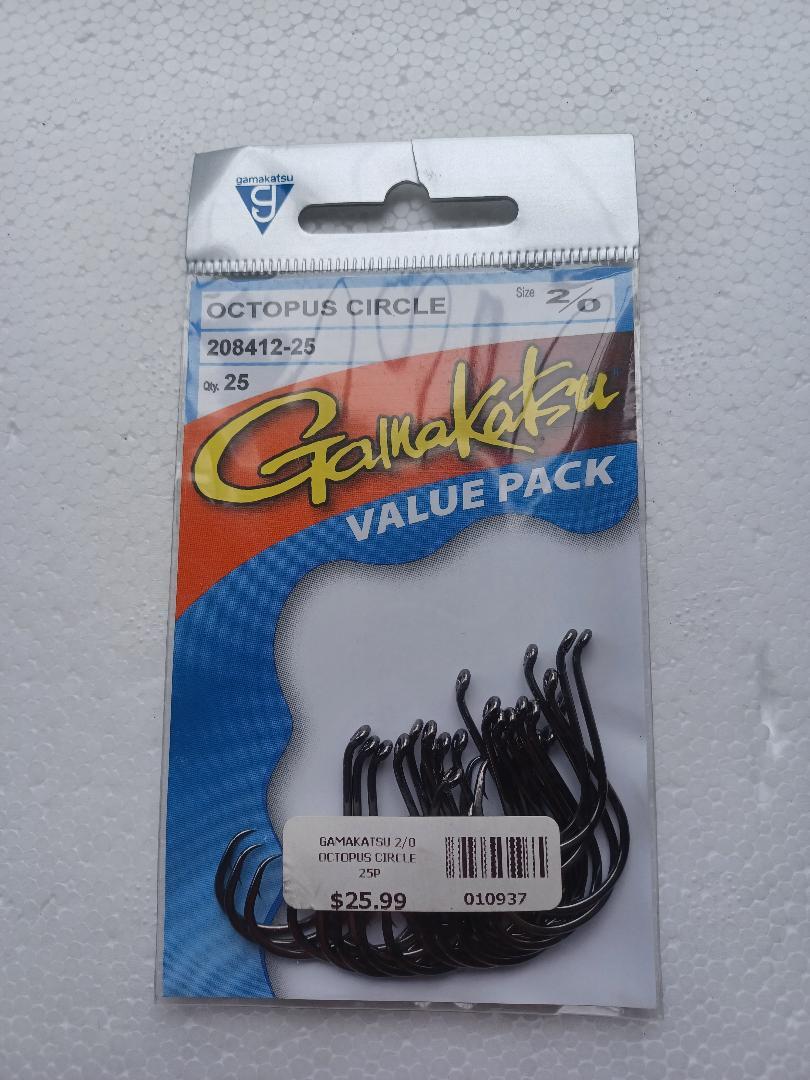 gamakatsu
g
OCTOPUS CIRCLE Size 2/0
208412-25
Qty. 25
Gamakatsu
VALUE PACK
GAMAKATSU 2/0
OCTOPUS CIRCLE
25P
$25.99 010937